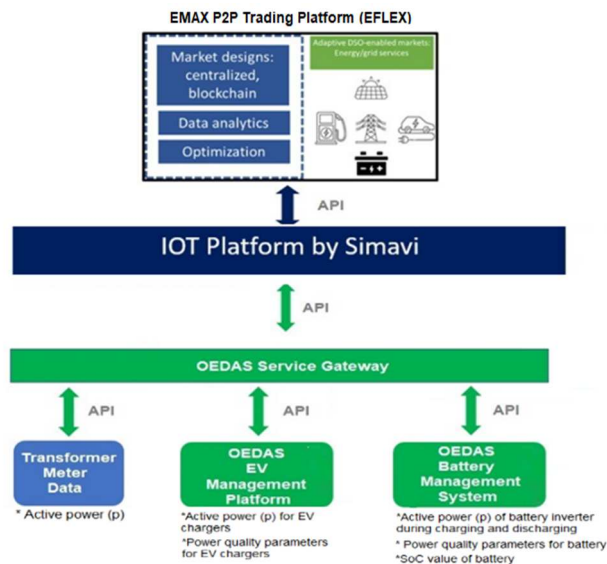 EMAX P2P Trading Platform (EFLEX)
Market designs:
centralized,
blockchain
Data analytics
Optimization
Adaptive DSO-enabled markets:
Energy/grid services
API
IOT Platform by Simavi
API
OEDAS Service Gateway
API
API
API
Transformer
Meter
Data
* Active power (p)
OEDAS
EV
Management
Platform
*Active power (p) for EV
chargers
*Power quality parameters
for EV chargers
OEDAS
Battery
Management
System
*Active power (p) of battery inverter
during charging and discharging
* Power quality parameters for battery
*SoC value of battery